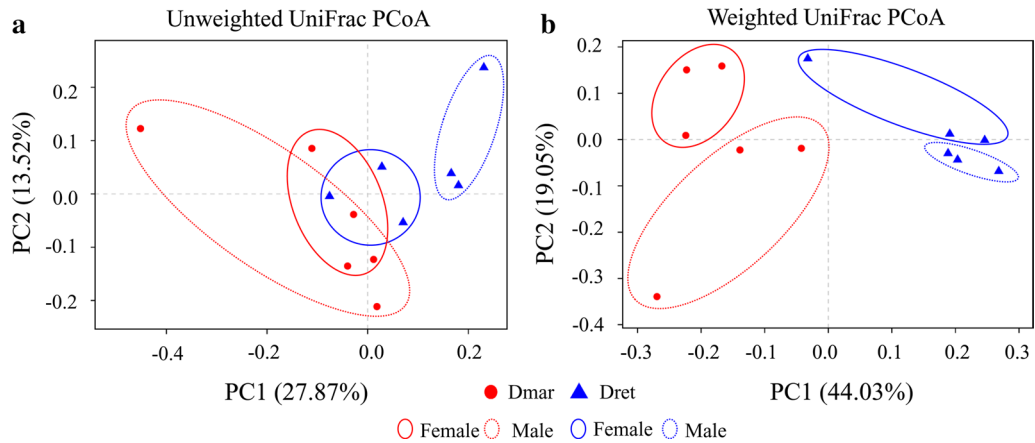 a
Unweighted UniFrac PCoA
PC2 (13.52%)
0.2
0.1
0.0
-0.1
-0.2
-0.4
-0.2
0.0
0.2
PC1 (27.87%)
b
Weighted UniFrac PCoA
PC2 (19.05%)
0.2
0.1
0.0
-0.1
-0.2
-0.3
-0.4
-0.3
-0.2
-0.1
0.0
0.1
0.2
0.3
PC1 (44.03%)
Dmar Dret
Female Male Female Male